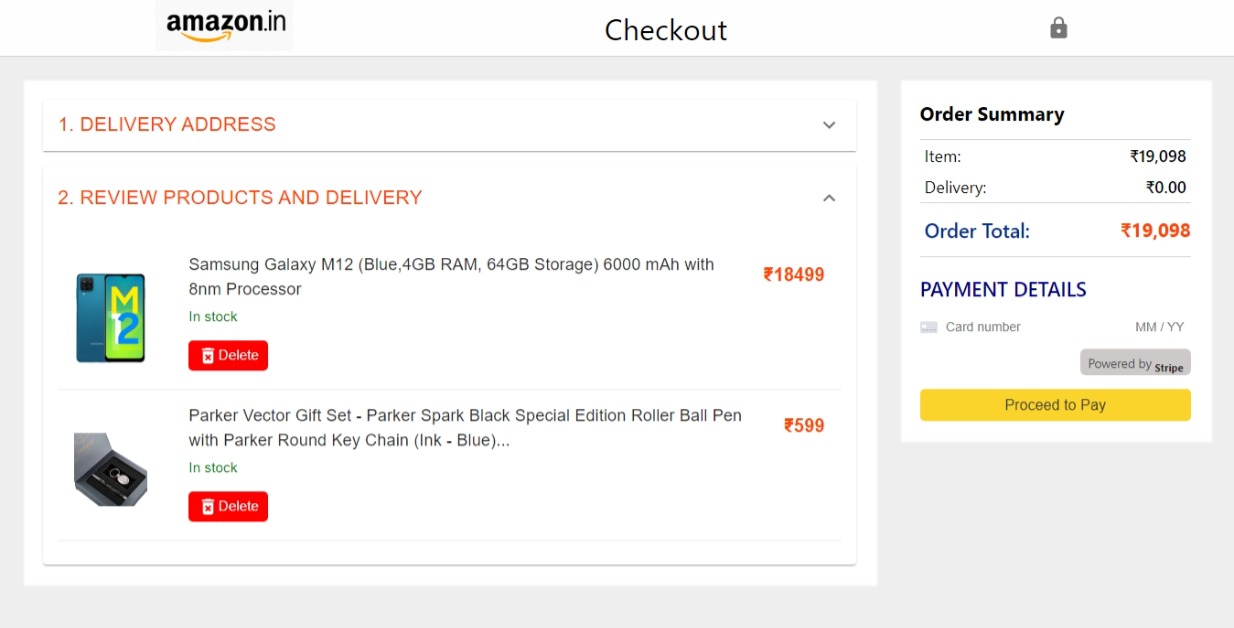 amazon.in
Checkout
1. DELIVERY ADDRESS
2. REVIEW PRODUCTS AND DELIVERY
M
12
Samsung Galaxy M12 (Blue,4GB RAM, 64GB Storage) 6000 mAh with
8nm Processor
₹18499
In stock
Delete
Parker Vector Gift Set - Parker Spark Black Special Edition Roller Ball Pen
with Parker Round Key Chain (Ink - Blue)...
₹599
In stock
Delete
Order Summary
Item: ₹19,098
Delivery: ₹0.00
Order Total: ₹19,098
PAYMENT DETAILS
Card number MM / YY
Powered by Stripe
Proceed to Pay